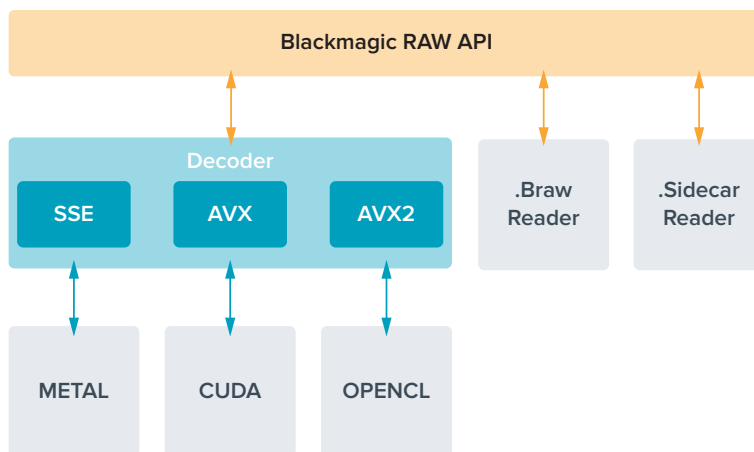 Blackmagic RAW API
Decoder
SSE
AVX
AVX2
.Braw
Reader
.Sidecar
Reader
METAL
CUDA
OPENCL